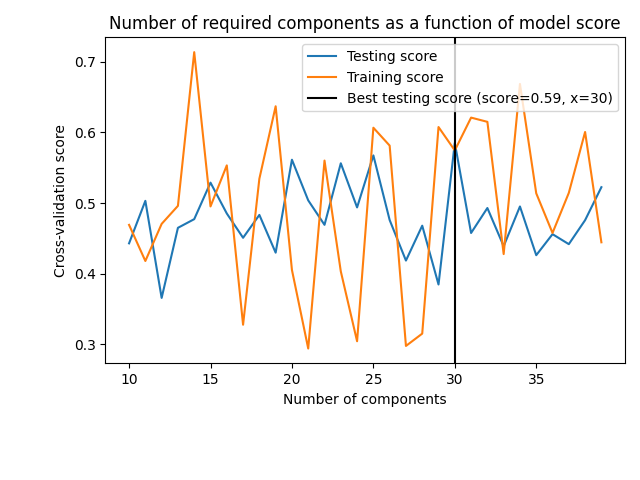 Number of required components as a function of model score
Testing score
Training score
Best testing score (score=0.59, x=30)
Cross-validation score
0.7
0.6
0.5
0.4
0.3
10 15 20 25 30 35
Number of components